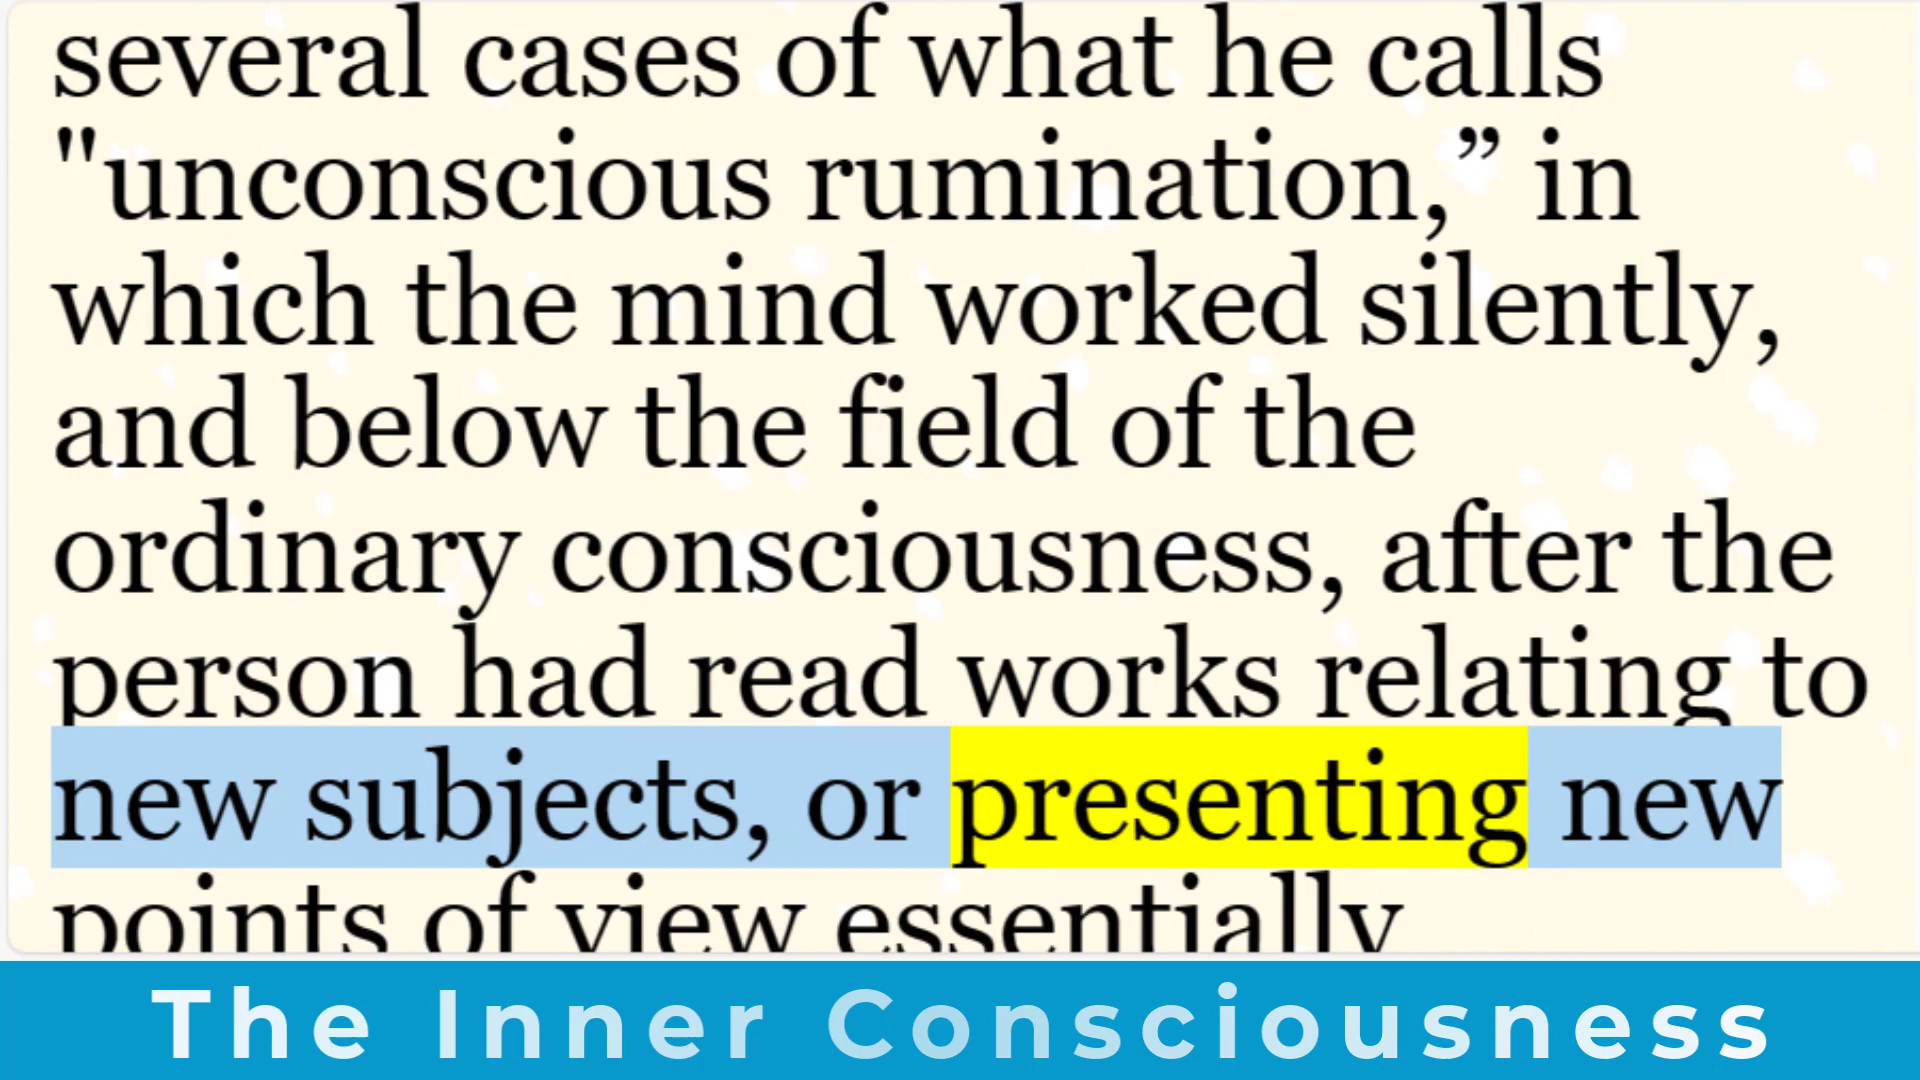 several cases of what he calls
"unconscious rumination,” in
which the mind worked silently,
and below the field of the
ordinary consciousness, after the
person had read works relating to
new subjects, or presenting new
points of view essentially
The Inner Consciousness